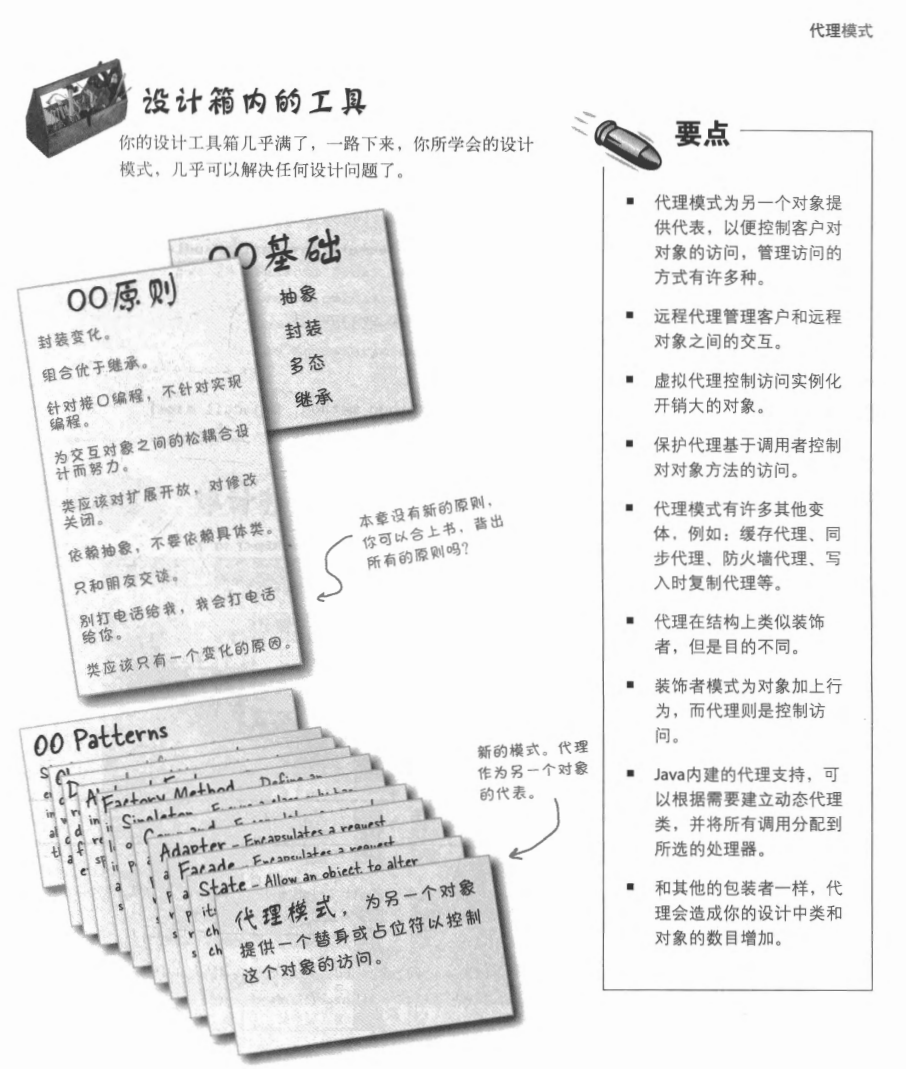 代理模式
设计箱内的工具
你的设计工具箱几乎满了，一路下来，你所学会的设计
模式，几乎可以解决任何设计问题了。
OO基础
抽象
封装
多态
继承
OO原则
封装变化。
组合优于继承。
针对接口编程，不针对实现
编程。
为交互对象之间的松耦合设
计而努力。
类应该对扩展开放，对修改
关闭。
依赖抽象，不要依赖具体类。
只和朋友交谈。
别打电话给我，我会打电话
给你。
类应该只有一个变化的原因。
本章没有新的原则，
你可以合上书，背出
所有的原则吗？
OO Patterns
Factory Method
Singleton
Adapter – Encapsulates a request
Facade – Encapsulates a request
State – Allow an object to alter
代理模式，为另一个对象
提供一个替身或占位符以控制
这个对象的访问。
新的模式。代理
作为另一个对象
的代表。
要点
■ 代理模式为另一个对象提
供代表，以便控制客户对
对象的访问，管理访问的
方式有许多种。
■ 远程代理管理客户和远程
对象之间的交互。
■ 虚拟代理控制访问实例化
开销大的对象。
■ 保护代理基于调用者控制
对对象方法的访问。
■ 代理模式有许多其他变
体，例如：缓存代理、同
步代理、防火墙代理、写
入时复制代理等。
■ 代理在结构上类似装饰
者，但是目的不同。
■ 装饰者模式为对象加上行
为，而代理则是控制访
问。
■ Java内建的代理支持，可
以根据需要建立动态代理
类，并将所有调用分配到
所选的处理器。
■ 和其他的包装者一样，代
理会造成你的设计中类和
对象的数目增加。